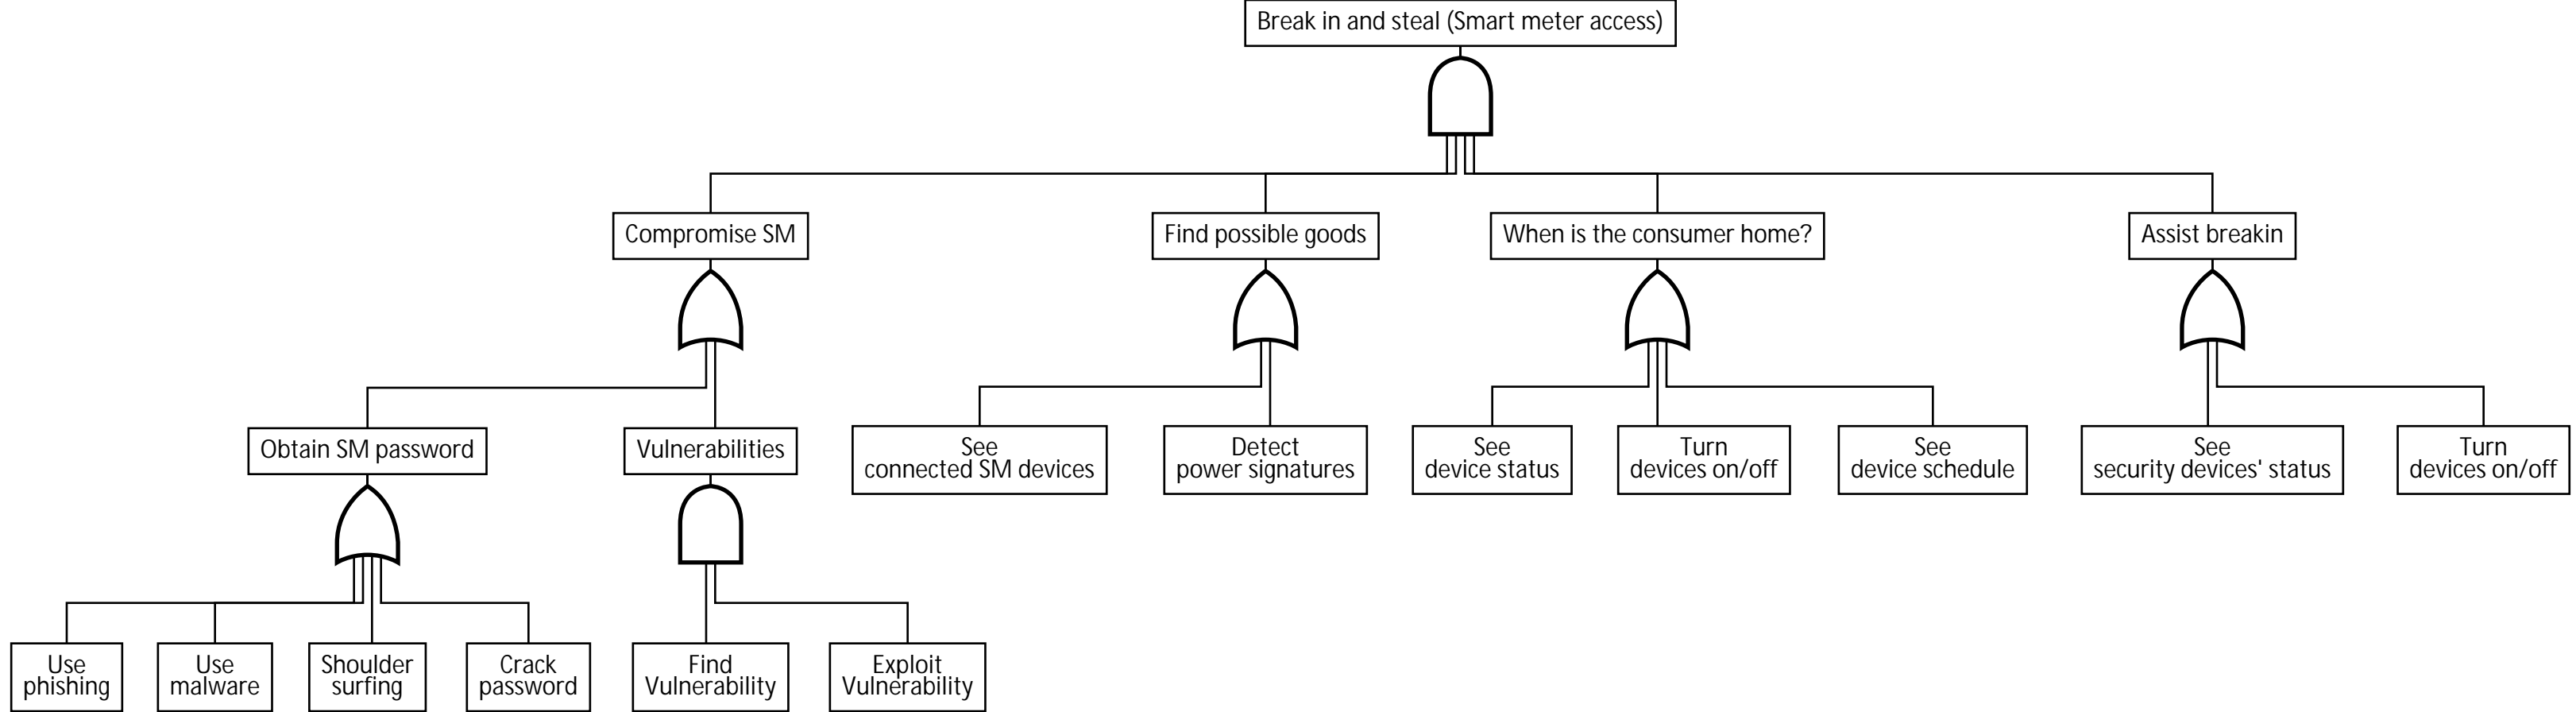 Break in and steal (Smart meter access)
Compromise SM
Find possible goods
When is the consumer home?
Assist breakin
Obtain SM password
Vulnerabilities
See
connected SM devices
Detect
power signatures
See
device status
Turn
devices on/off
See
device schedule
See
security devices' status
Turn
devices on/off
Use
phishing
Use
malware
Shoulder
surfing
Crack
password
Find
Vulnerability
Exploit
Vulnerability